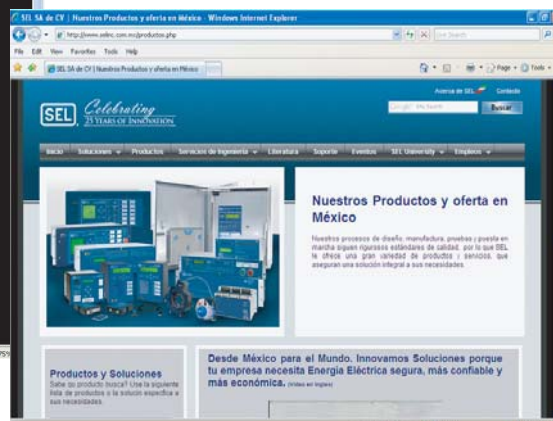 SEL SA de CV | Nuestros Productos y oferta en México - Windows Internet Explorer
http://www.selinc.com.mx/productos.php
Live Search
File Edit View Favorites Tools Help
SEL SA de CV | Nuestros Productos y oferta en México
Page Tools
Acerca de SEL Contacto
SEL Celebrating
25 YEARS OF INNOVATION
Buscar
Inicio Soluciones Productos Servicios de Ingeniería Literatura Soporte Eventos SEL University Empleos
Nuestros Productos y oferta en
México
Nuestros procesos de diseño, manufactura, pruebas y puesta en
marcha siguen rigurosos estándares de calidad, por lo que SEL
le ofrece una gran variedad de productos y servicios, que
aseguran una solución integral a sus necesidades.
Productos y Soluciones
Sabe qu producto busca? Use la siguiente
lista de productos o la solución específica a
sus necesidades.
Desde México para el Mundo. Innovamos Soluciones porque
tu empresa necesita Energía Eléctrica segura, más confiable y
más económica. (Video en Ingles)